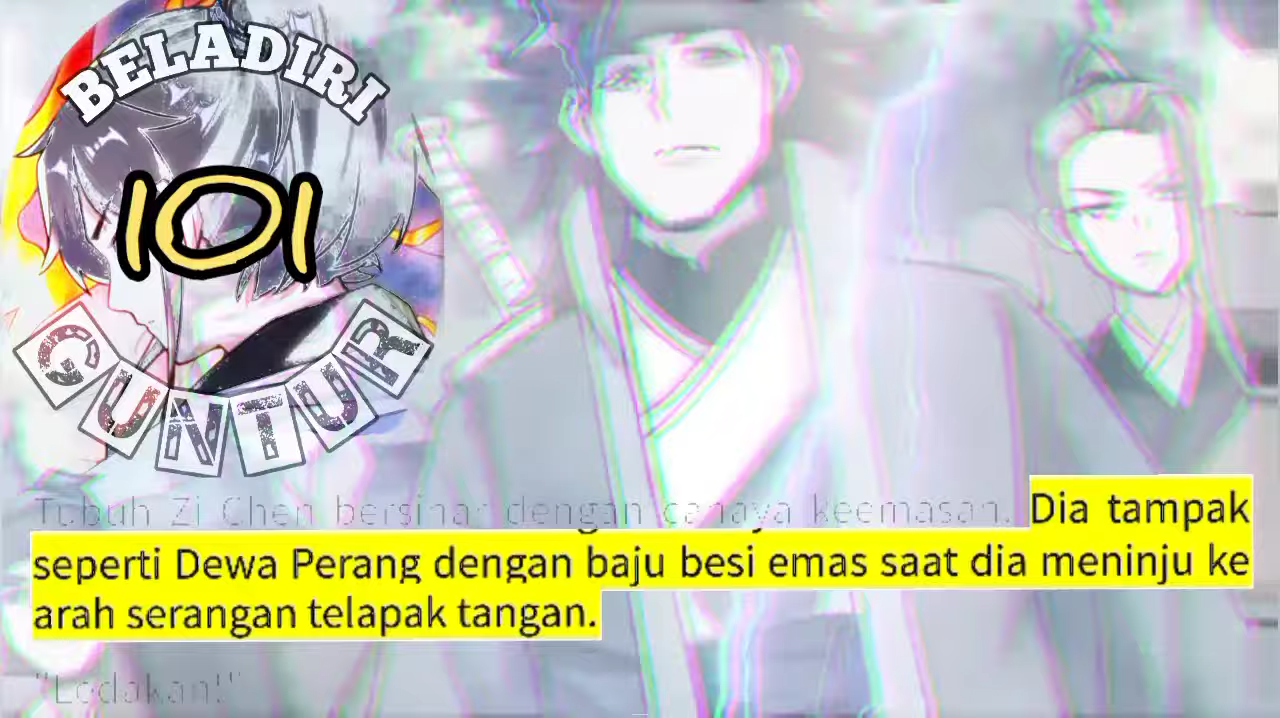 BELADIRI
101
GUNTUR
Tubuh Zi Chen bersinar dengan cahaya keemasan. Dia tampak
seperti Dewa Perang dengan baju besi emas saat dia meninju ke
arah serangan telapak tangan.
"Ledakan!"